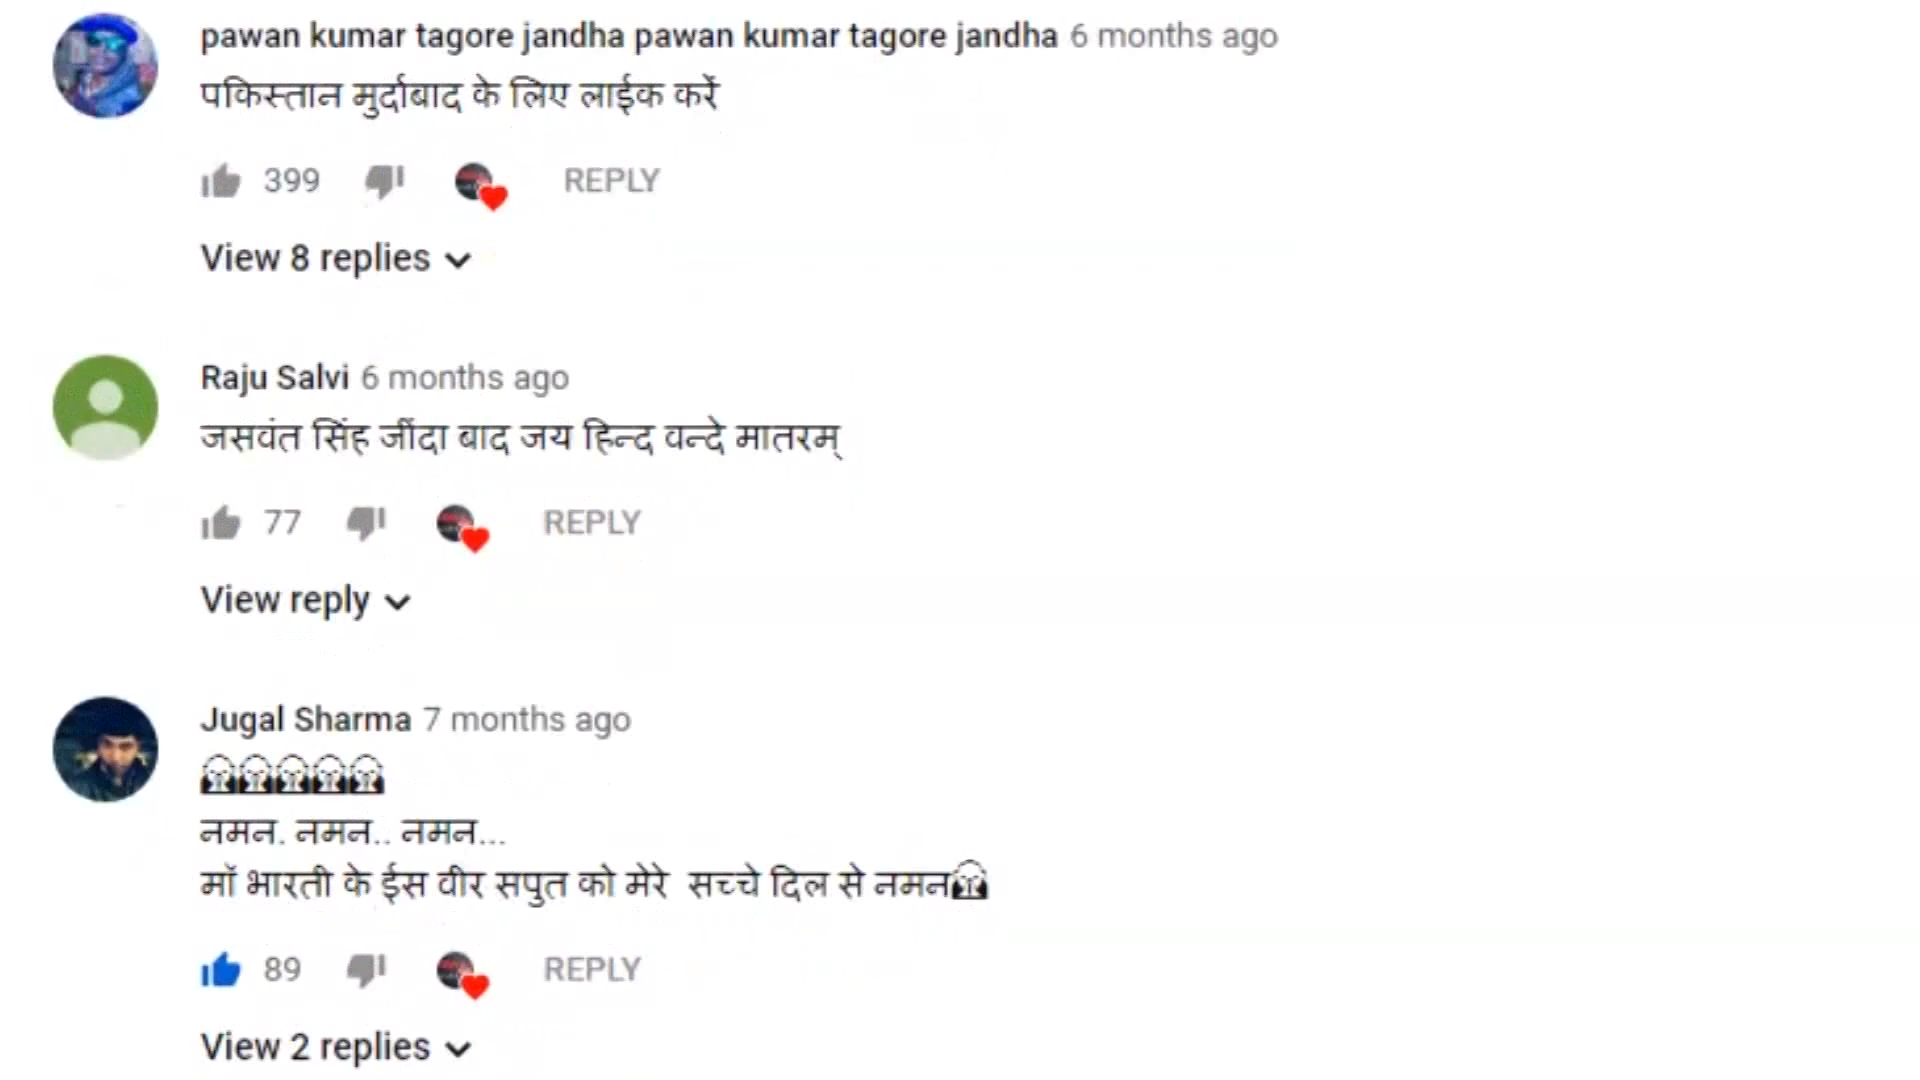 pawan kumar tagore jandha pawan kumar tagore jandha 6 months ago
पकिस्तान मुर्दाबाद के लिए लाईक करें
399 REPLY
View 8 replies
Raju Salvi 6 months ago
जसवंत सिंह जींदा बाद जय हिन्द वन्दे मातरम्
77 REPLY
View reply
Jugal Sharma 7 months ago
नमन. नमन.. नमन...
माॅ भारती के ईस वीर सपुत को मेरे सच्चे दिल से नमन
89 REPLY
View 2 replies